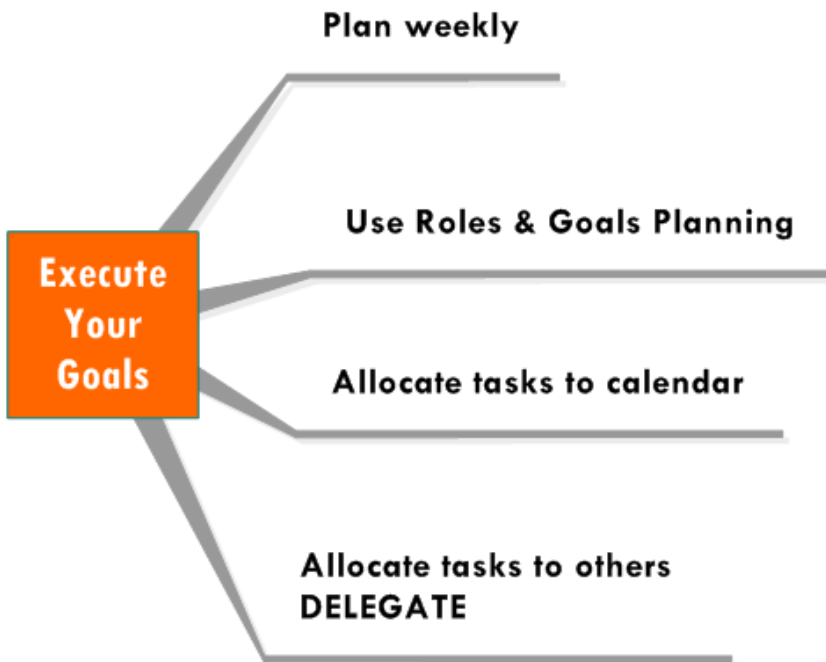 Plan weekly
Use Roles & Goals Planning
Execute
Your
Goals
Allocate tasks to calendar
Allocate tasks to others
DELEGATE